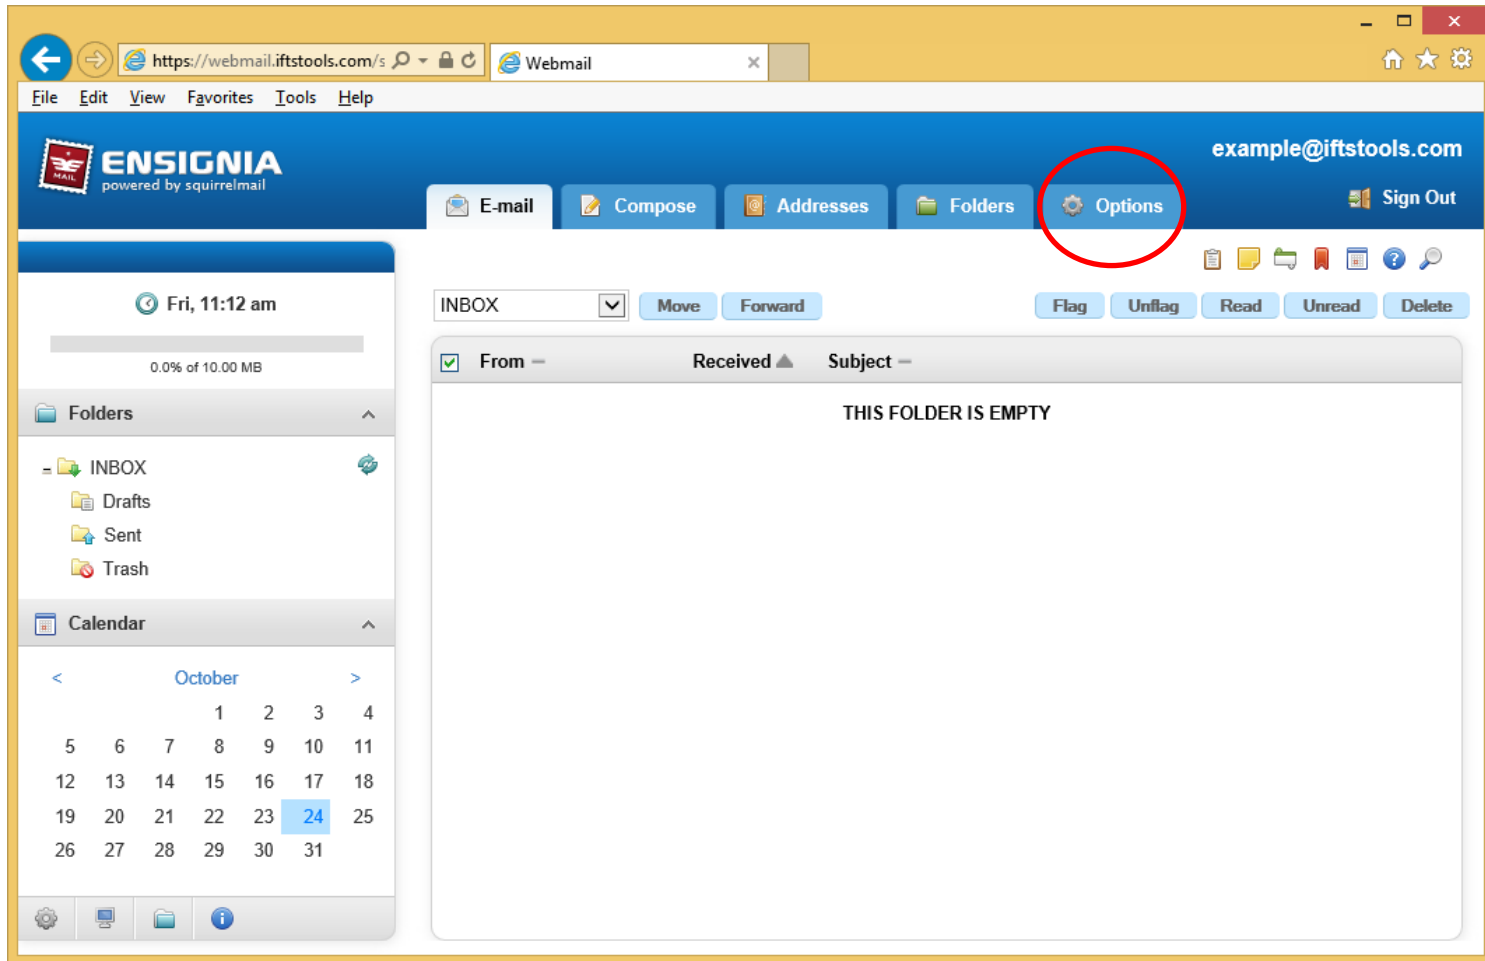 https://webmail.iftstools.com/s
Webmail
File Edit View Favorites Tools Help
MAIL
ENSIGNIA
powered by squirrelmail
example@iftstools.com
E-mail Compose Addresses Folders Options Sign Out
Fri, 11:12 am
0.0% of 10.00 MB
Folders
INBOX
Drafts
Sent
Trash
Calendar
< October >
1 2 3 4
5 6 7 8 9 10 11
12 13 14 15 16 17 18
19 20 21 22 23 24 25
26 27 28 29 30 31
INBOX Move Forward Flag Unflag Read Unread Delete
From Received Subject
THIS FOLDER IS EMPTY